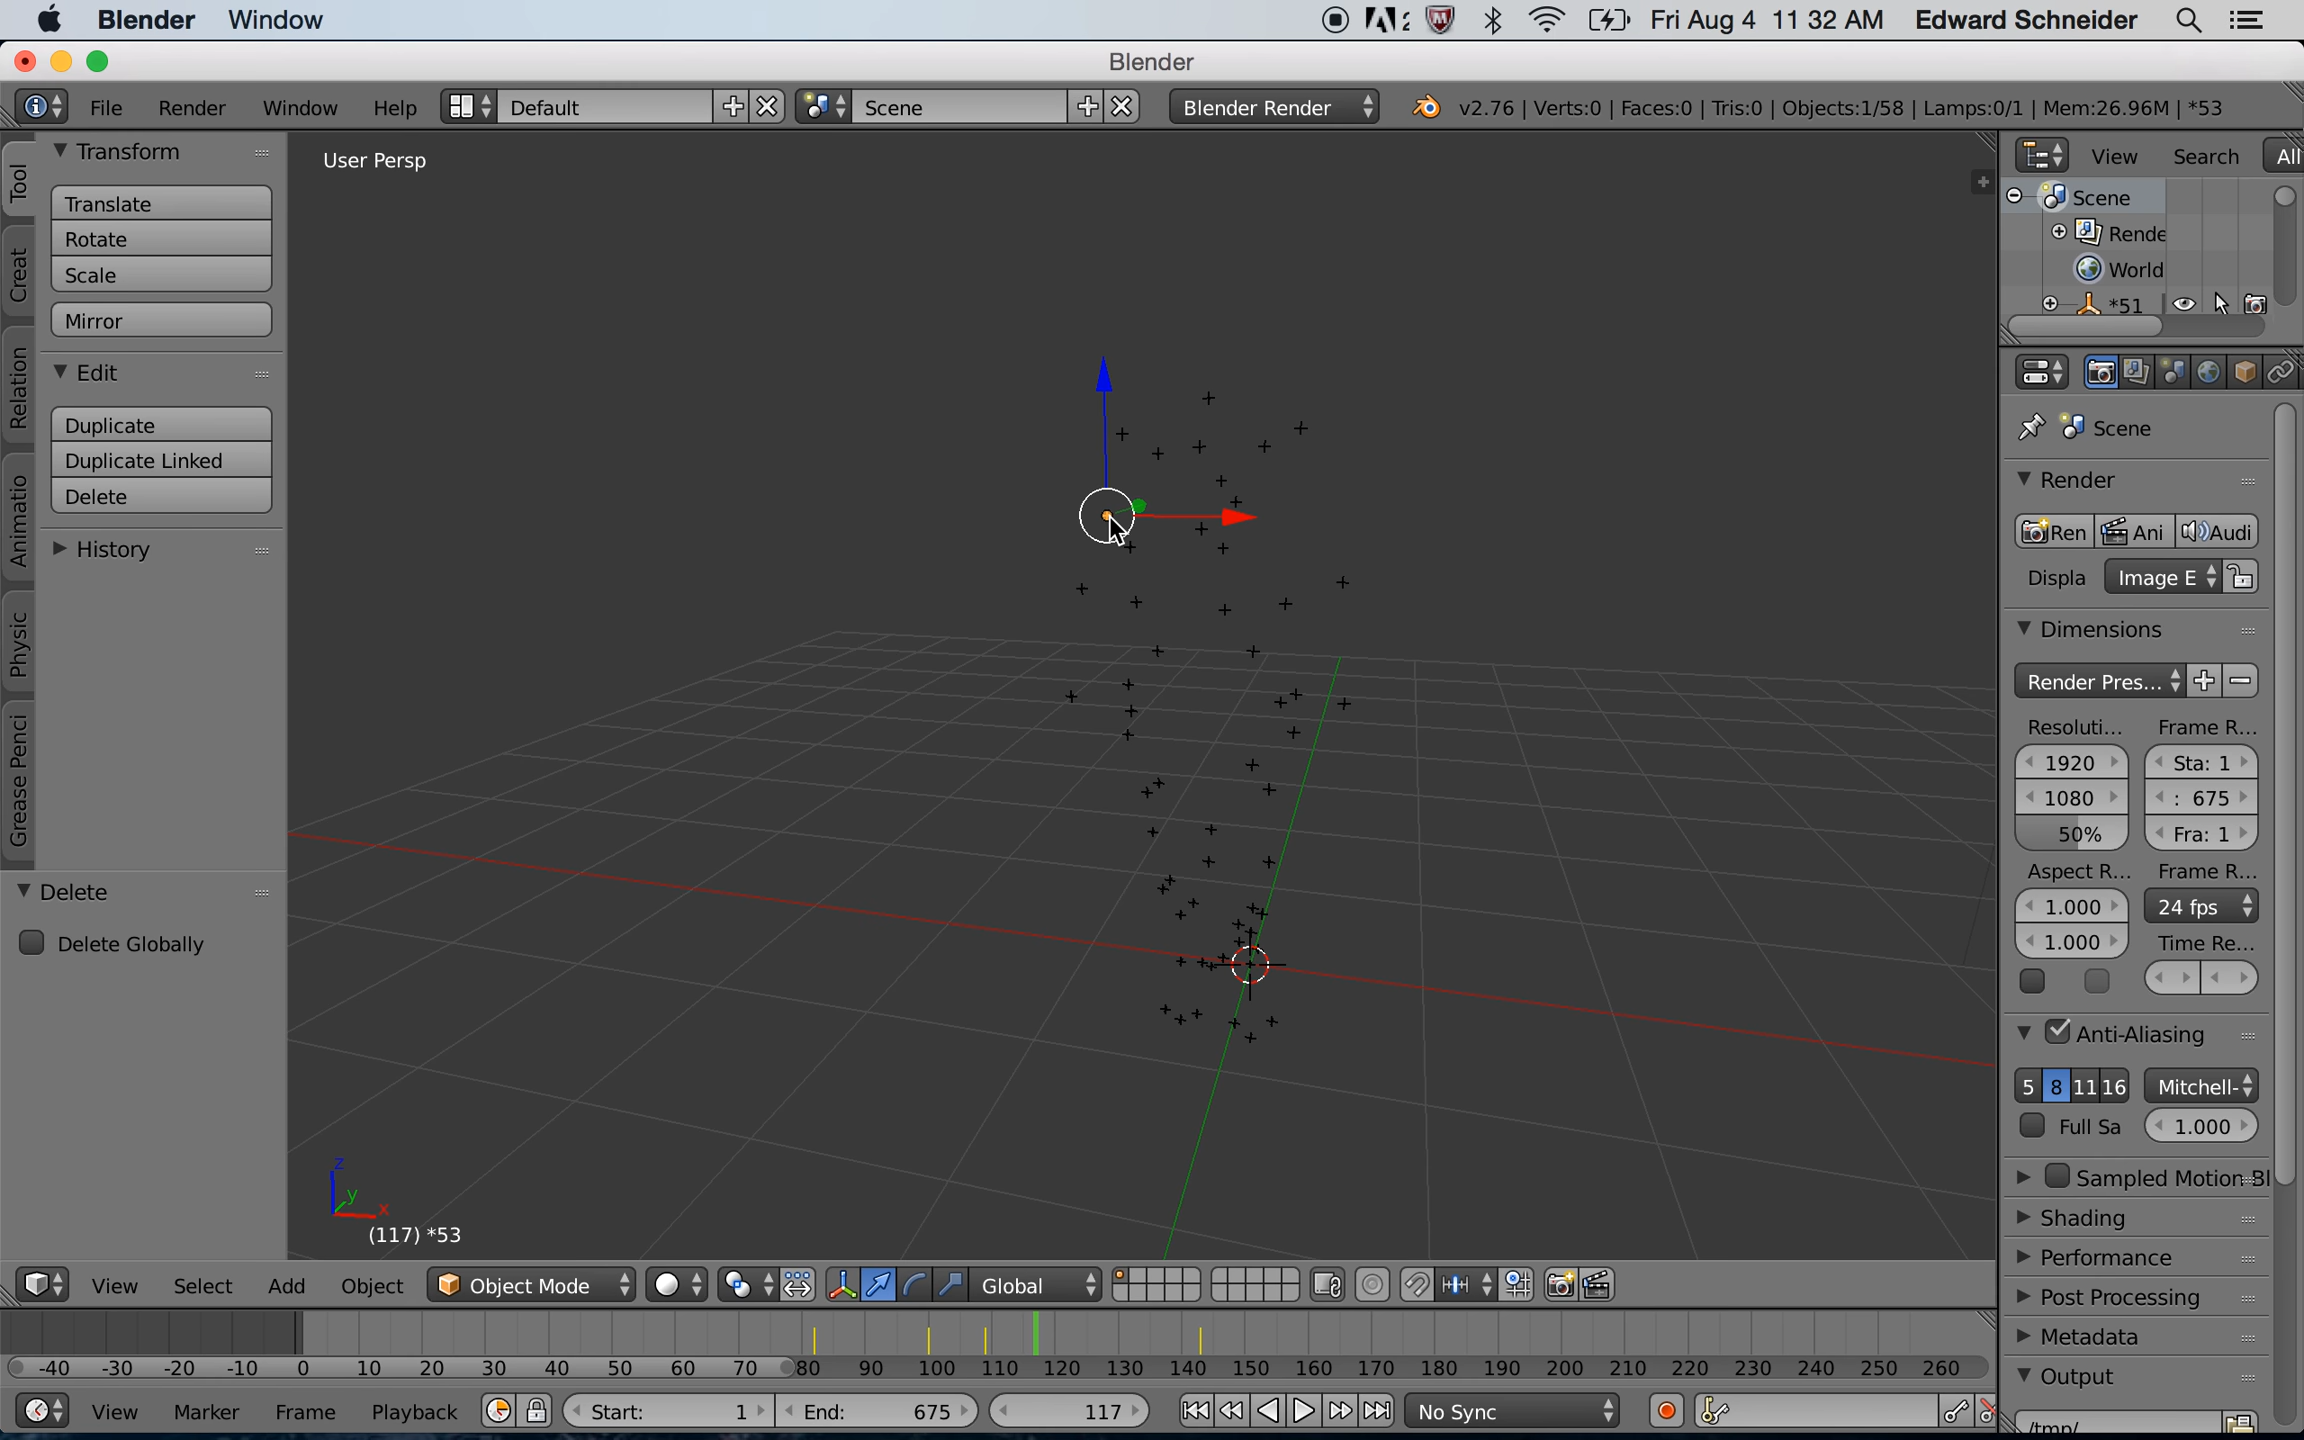 Blender Window Fri Aug 4 11 32 AM Edward Schneider
Blender
File Render Window Help Default Scene Blender Render v2.76 | Verts:0 | Faces:0 | Tris:0 | Objects:1/58 | Lamps:0/1 | Mem:26.96M | *53
Tool
Creat
Relation
Animatio
Physic
Grease Penci
Transform
Translate
Rotate
Scale
Mirror
Edit
Duplicate
Duplicate Linked
Delete
History
Delete
Delete Globally
User Persp
z
y
x
(117) *53
View Search All
Scene
Rende
World
*51
Scene
Render
Ren Ani Audi
Displa Image E
Dimensions
Render Pres...
Resoluti... Frame R...
1920 Sta: 1
1080 : 675
50% Fra: 1
Aspect R... Frame R...
1.000 24 fps
1.000 Time Re...
Anti-Aliasing
5 8 11 16 Mitchell-
Full Sa 1.000
Sampled Motion Bl
Shading
Performance
Post Processing
Metadata
Output
/tmp/
View Select Add Object Object Mode Global
-40 -30 -20 -10 0 10 20 30 40 50 60 70 80 90 100 110 120 130 140 150 160 170 180 190 200 210 220 230 240 250 260
View Marker Frame Playback Start: 1 End: 675 117 No Sync